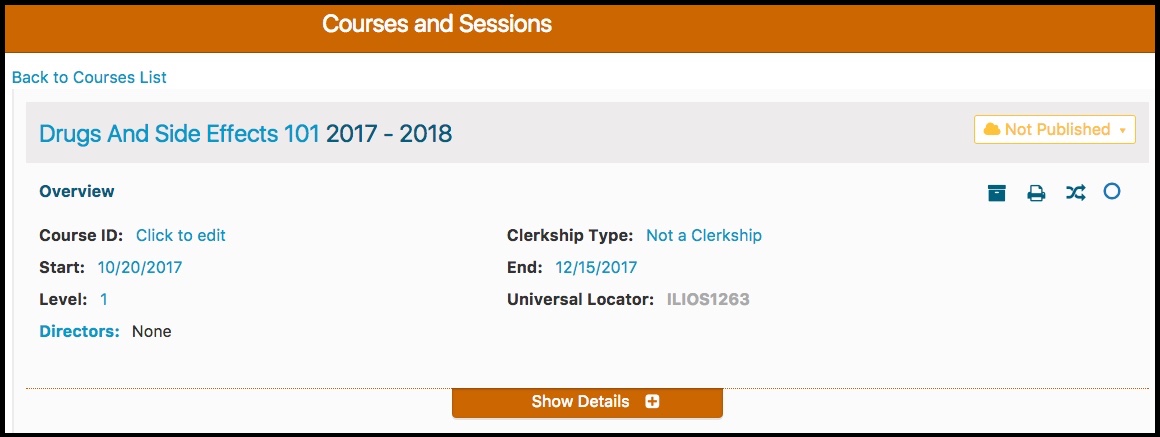 Courses and Sessions
Back to Courses List
Drugs And Side Effects 101 2017 - 2018
Not Published
Overview
Course ID: Click to edit
Clerkship Type: Not a Clerkship
Start: 10/20/2017
End: 12/15/2017
Level: 1
Universal Locator: ILIOS1263
Directors: None
Show Details